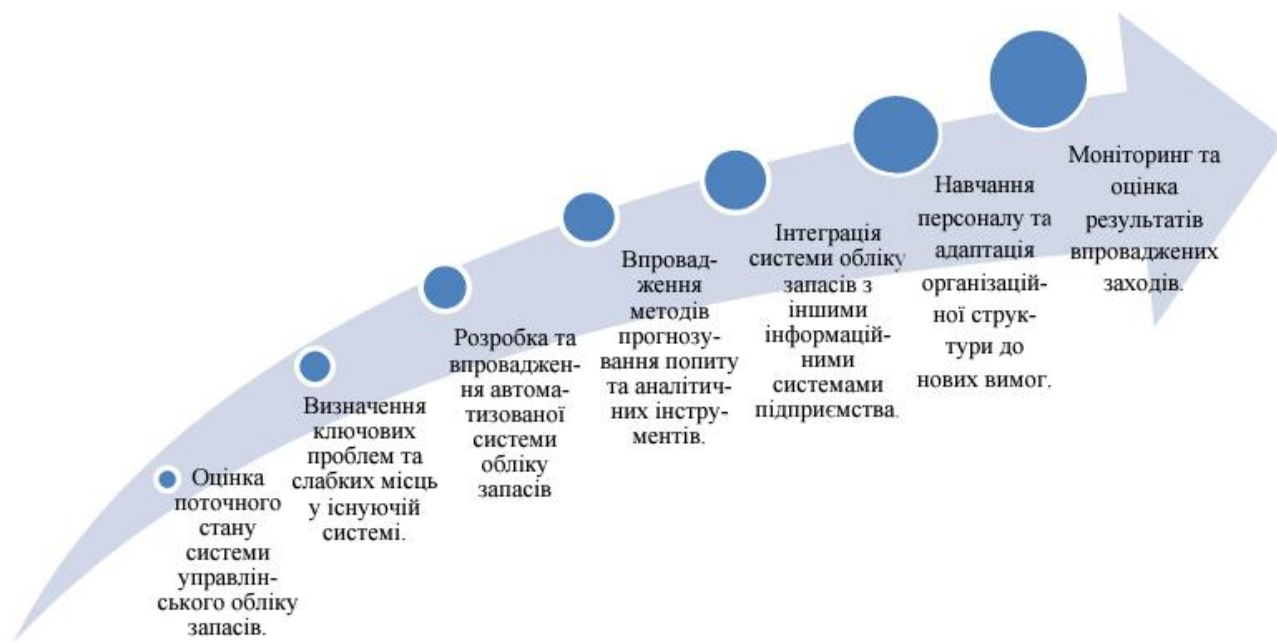 Оцінка
поточного
стану
системи
управлін-
ського обліку
запасів.
Визначення
ключових
проблем та
слабких місць
у існуючій
системі.
Розробка та
впроваджен-
ня автома-
тизованої
системи
обліку
запасів
Впровад-
ження
методів
прогнозу-
вання попиту
та аналітич-
них інстру-
ментів.
Інтеграція
системи обліку
запасів з
іншими
інформацій-
ними
системами
підприємства.
Навчання
персоналу та
адаптація
організацій-
ної струк-
тури до
нових вимог.
Моніторинг та
оцінка
результатів
впроваджених
заходів.